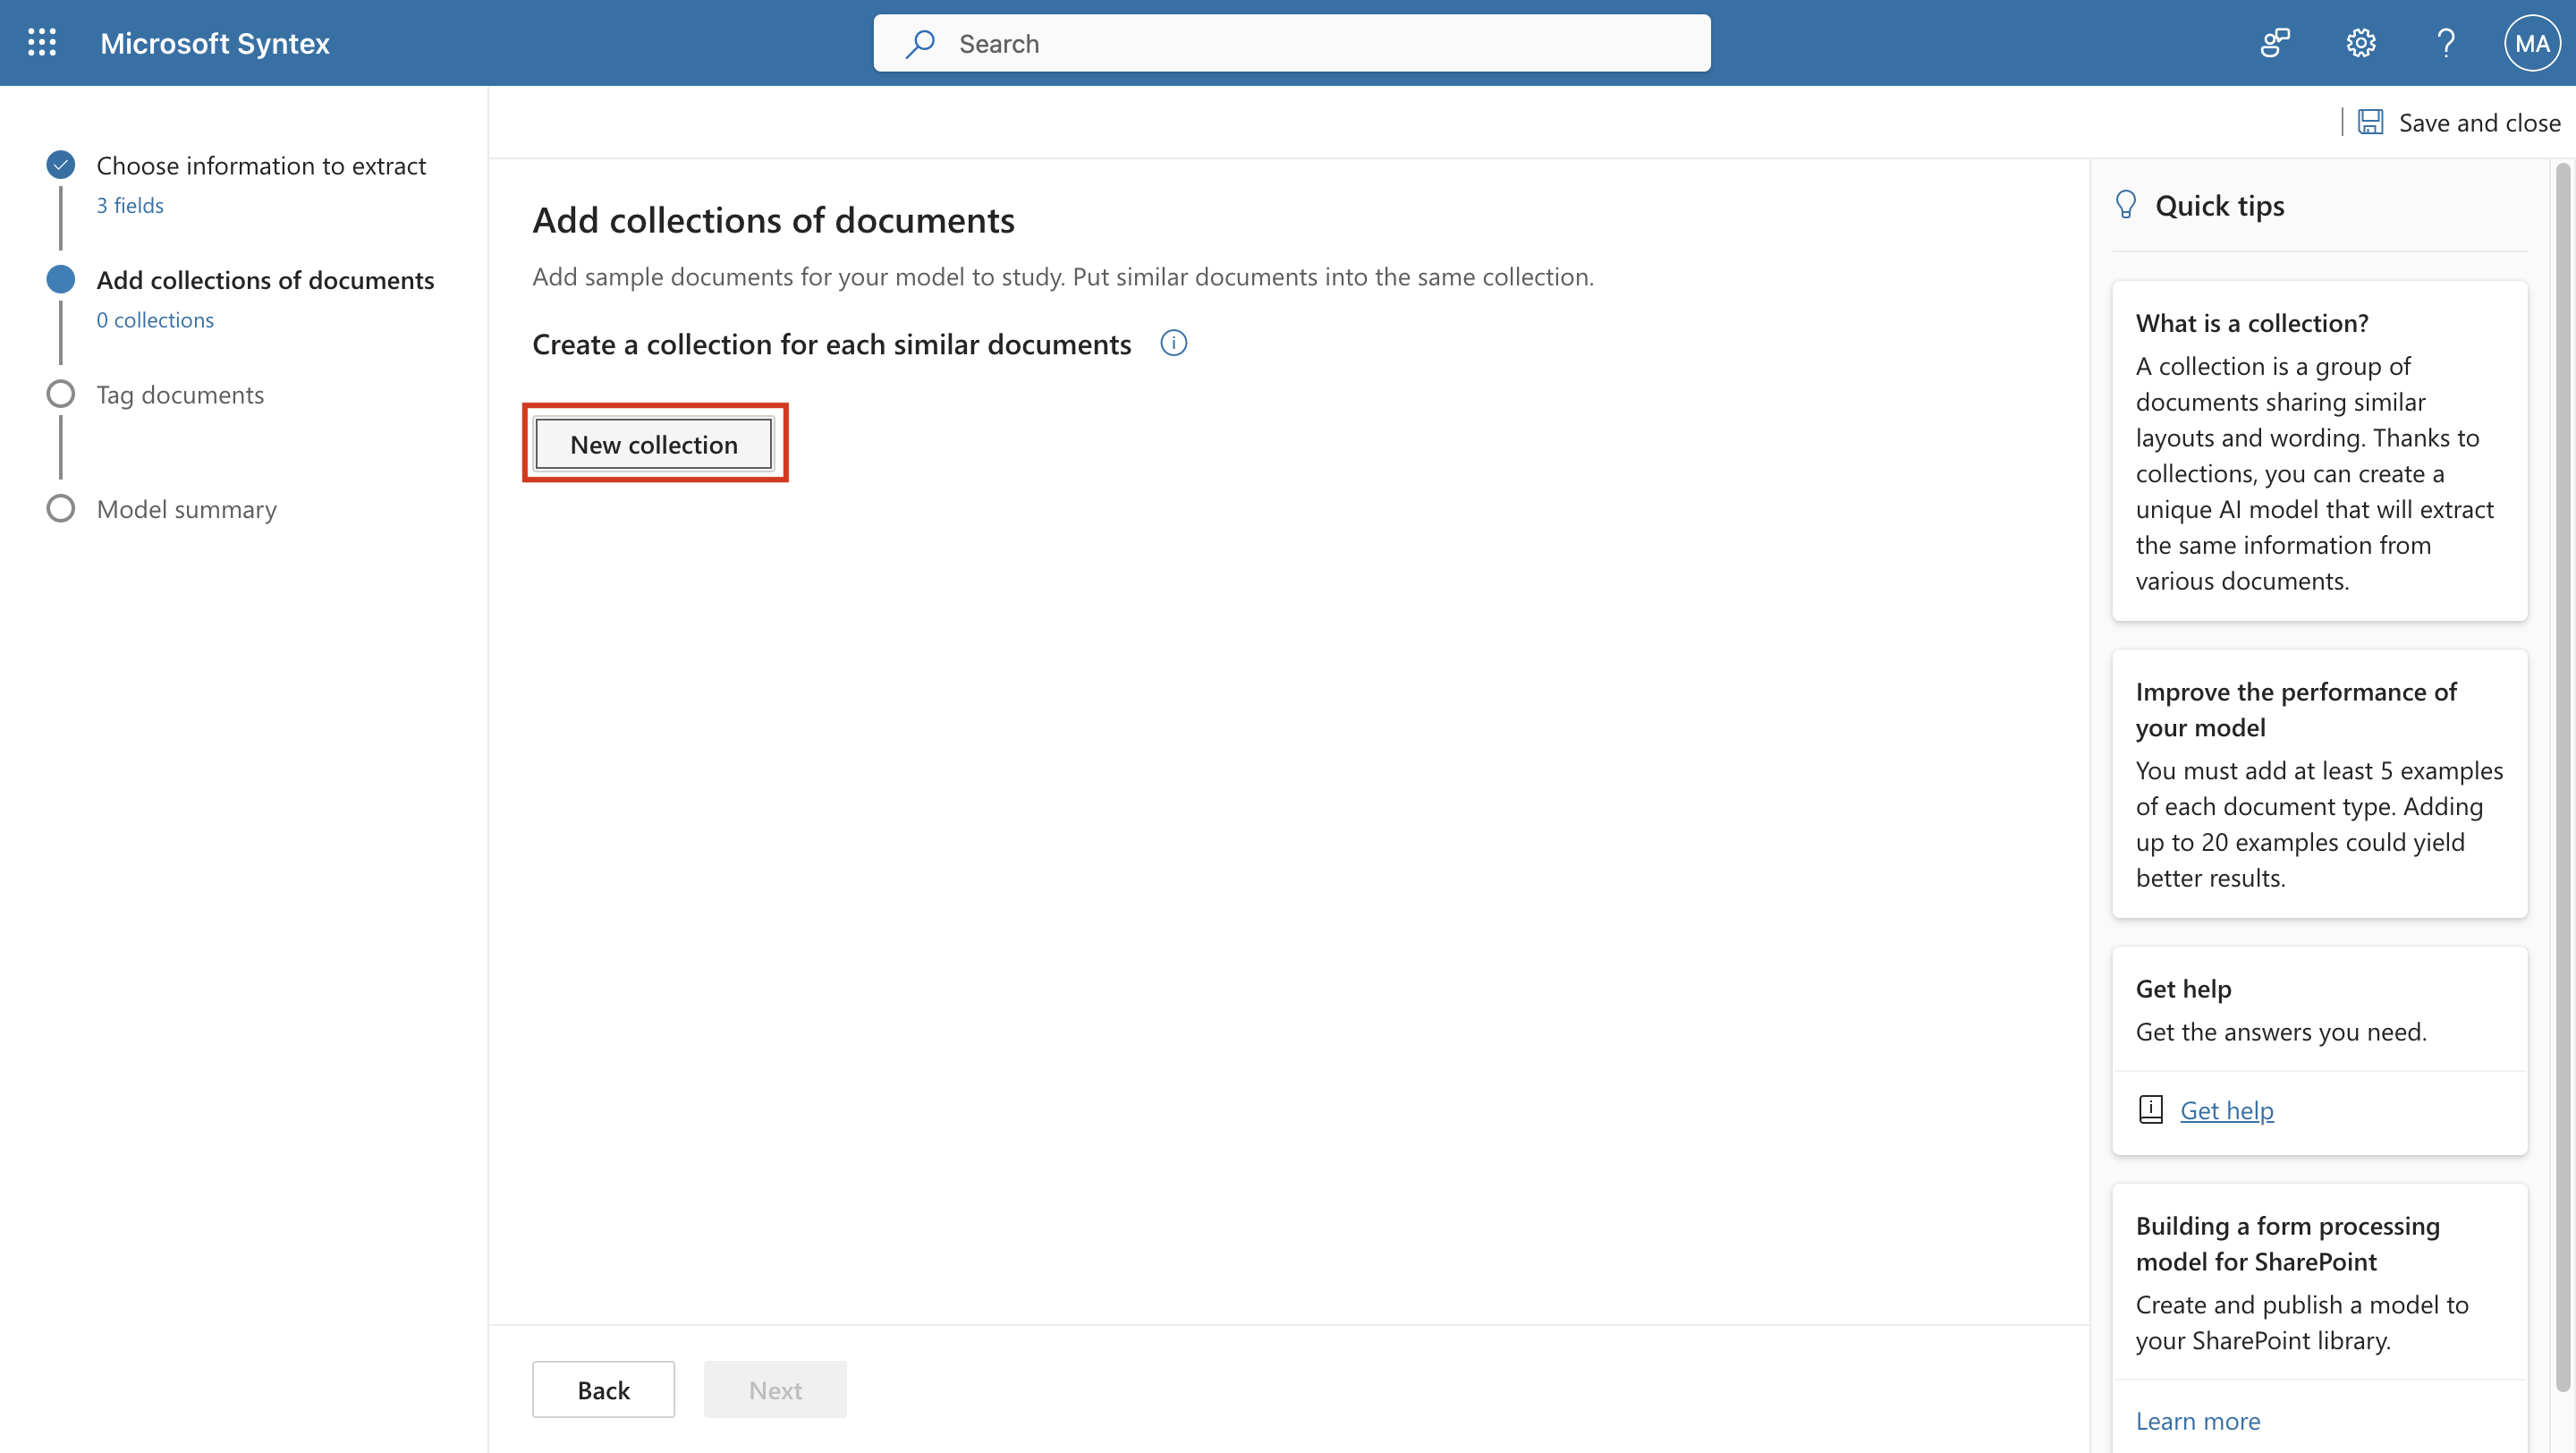 Microsoft Syntex
Search
MA
Save and close
Choose information to extract
3 fields
Add collections of documents
0 collections
Tag documents
Model summary
Add collections of documents
Add sample documents for your model to study. Put similar documents into the same collection.
Create a collection for each similar documents
New collection
Back
Next
Quick tips
What is a collection?
A collection is a group of
documents sharing similar
layouts and wording. Thanks to
collections, you can create a
unique AI model that will extract
the same information from
various documents.
Improve the performance of
your model
You must add at least 5 examples
of each document type. Adding
up to 20 examples could yield
better results.
Get help
Get the answers you need.
Get help
Building a form processing
model for SharePoint
Create and publish a model to
your SharePoint library.
Learn more